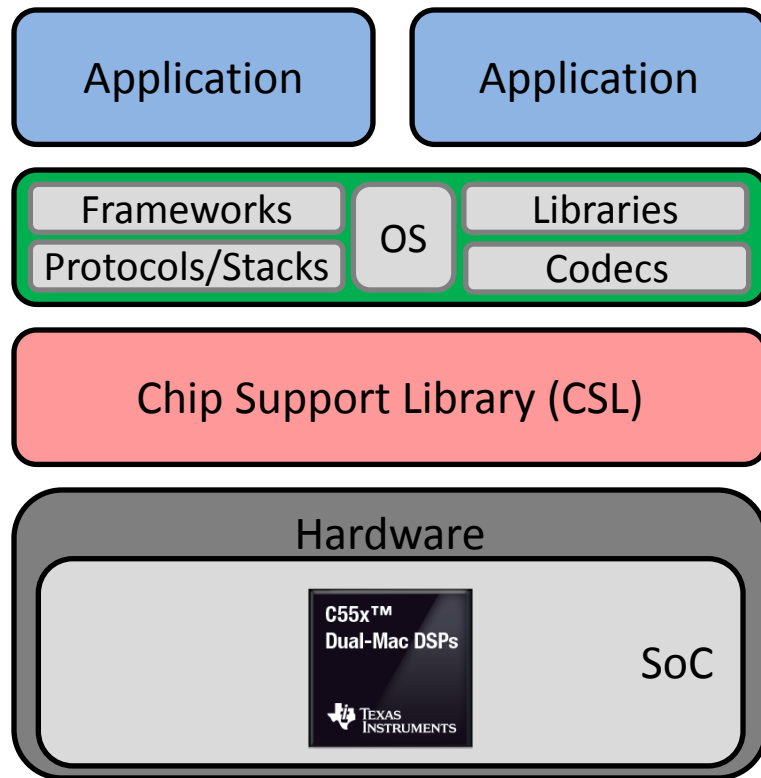 Application
Application
Frameworks
Protocols/Stacks
OS
Libraries
Codecs
Chip Support Library (CSL)
Hardware
C55x™
Dual-Mac DSPs
TEXAS
INSTRUMENTS
SoC